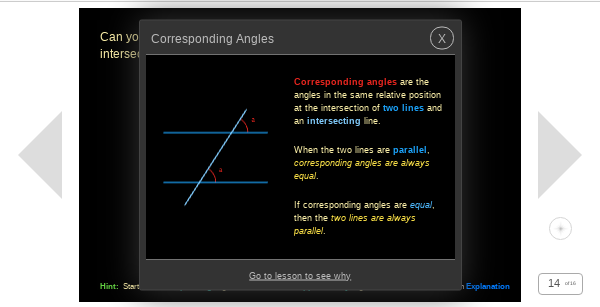 Can yo
intersec
Corresponding Angles
X
Corresponding angles are the
angles in the same relative position
at the intersection of two lines and
an intersecting line.
When the two lines are parallel,
corresponding angles are always
equal.
If corresponding angles are equal,
then the two lines are always
parallel.
a
a
Go to lesson to see why
Hint: Start
Explanation
14 of 16